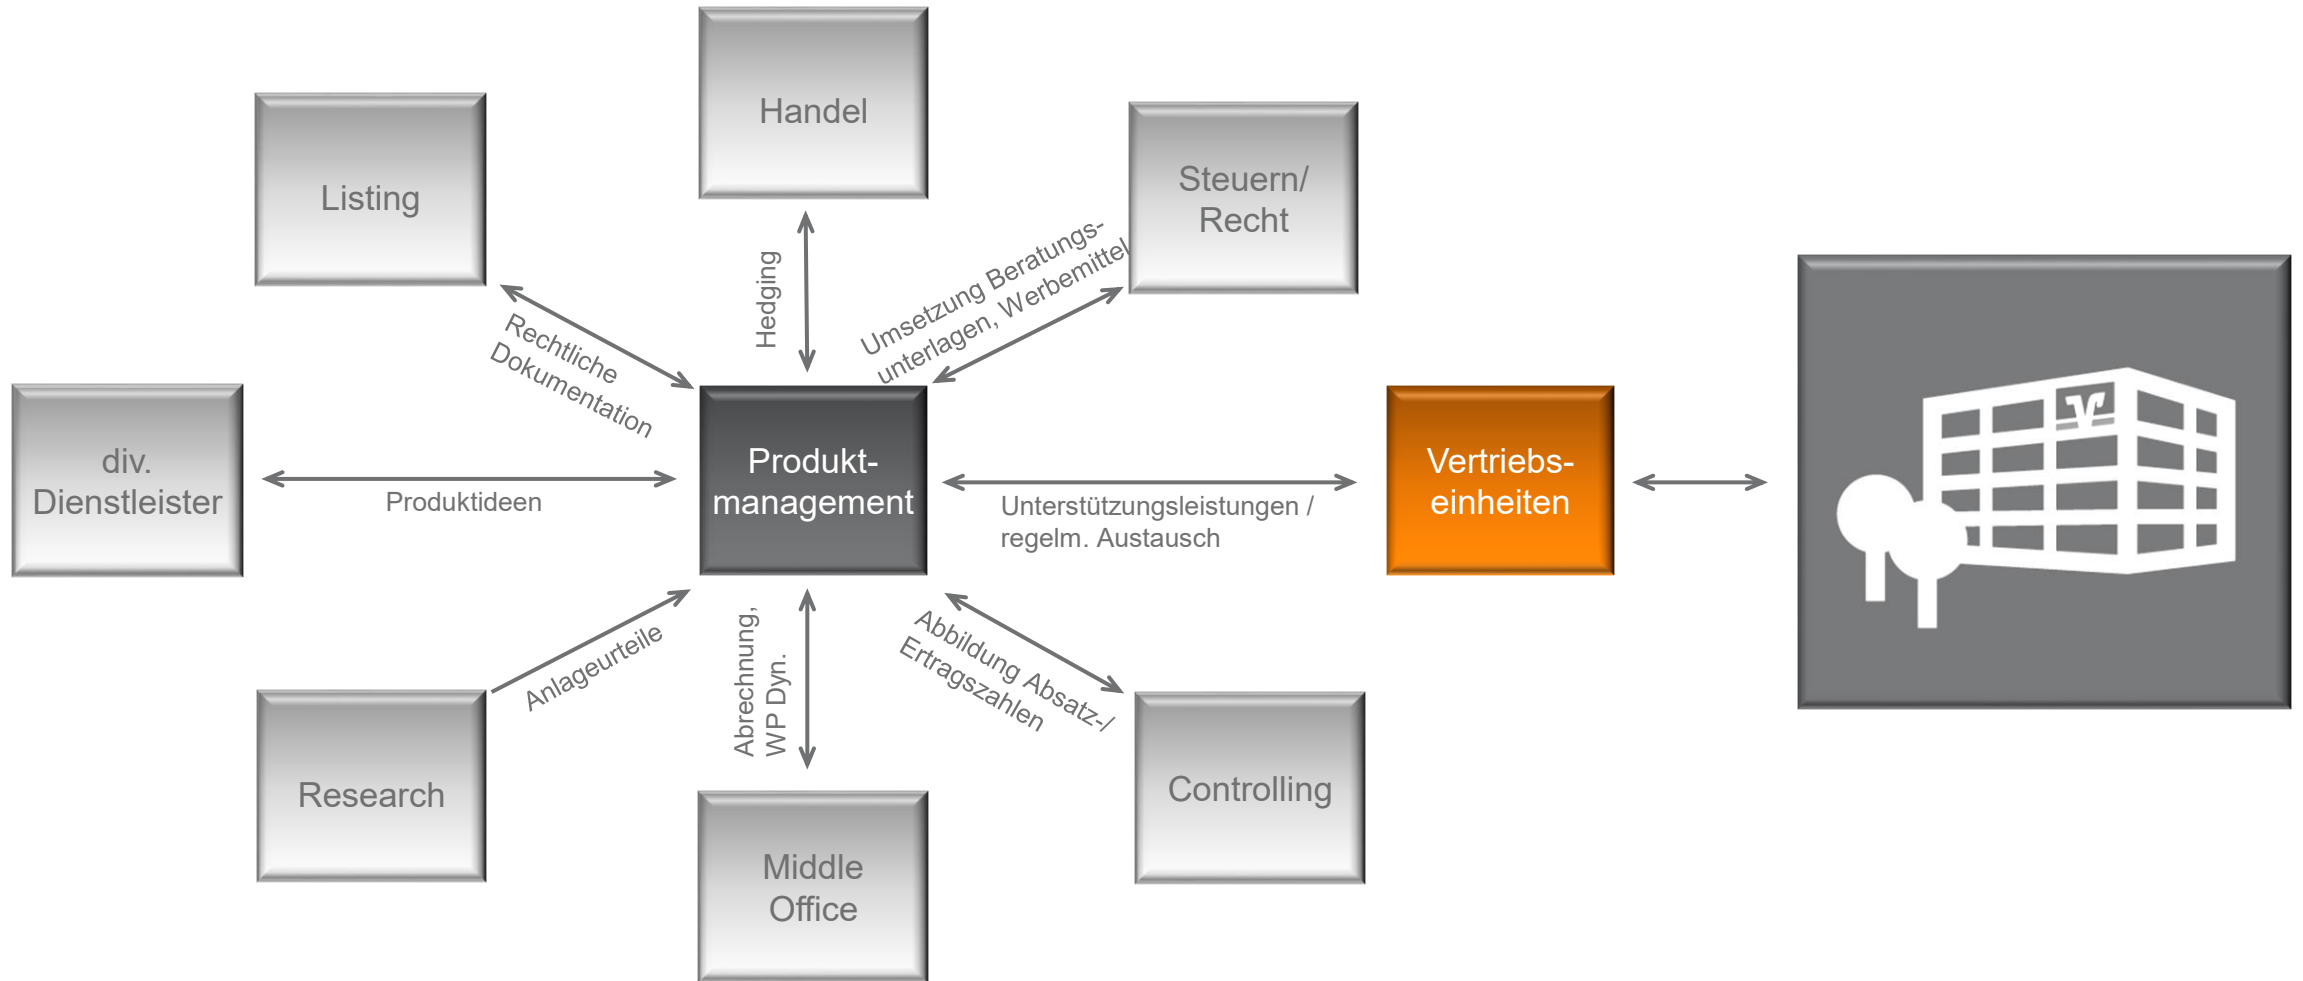 Handel
Listing
Steuern/
Recht
Hedging
Umsetzung Beratungs-
unterlagen, Werbemittel
Rechtliche
Dokumentation
div.
Dienstleister
Produktideen
Produkt-
management
Unterstützungsleistungen /
regelm. Austausch
Vertriebs-
einheiten
Anlageurteile
Abrechnung,
WP Dyn.
Abbildung Absatz-/
Ertragszahlen
Research
Middle
Office
Controlling